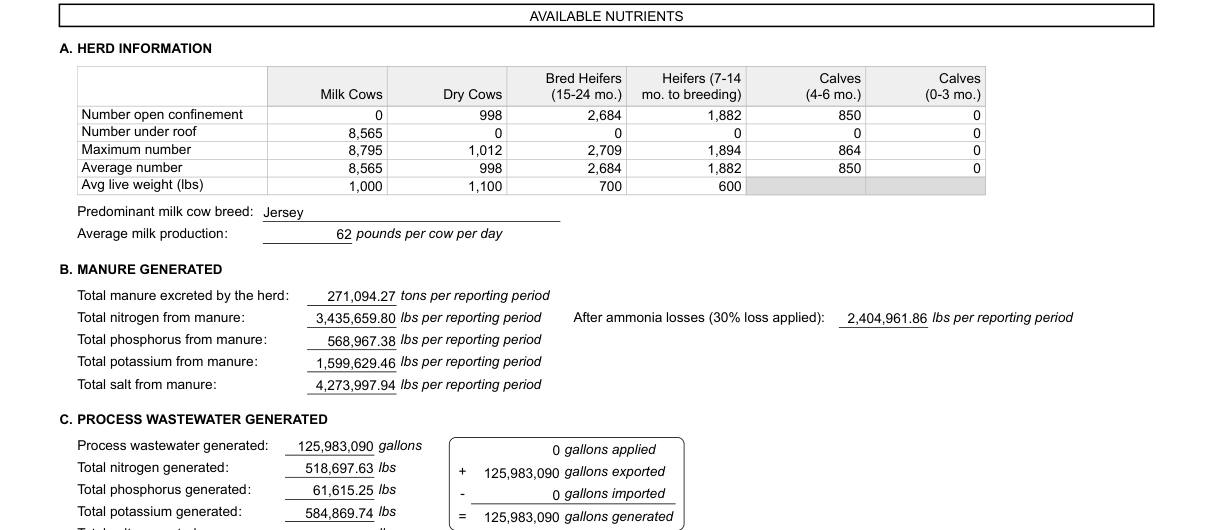 AVAILABLE NUTRIENTS
A. HERD INFORMATION
Milk Cows Dry Cows Bred Heifers (15-24 mo.) Heifers (7-14 mo. to breeding) Calves (4-6 mo.) Calves (0-3 mo.)
Number open confinement 0 998 2,684 1,882 850 0
Number under roof 8,565 0 0 0 0 0
Maximum number 8,795 1,012 2,709 1,894 864 0
Average number 8,565 998 2,684 1,882 850 0
Avg live weight (lbs) 1,000 1,100 700 600
Predominant milk cow breed: Jersey
Average milk production: 62 pounds per cow per day
B. MANURE GENERATED
Total manure excreted by the herd: 271,094.27 tons per reporting period
Total nitrogen from manure: 3,435,659.80 lbs per reporting period After ammonia losses (30% loss applied): 2,404,961.86 lbs per reporting period
Total phosphorus from manure: 568,967.38 lbs per reporting period
Total potassium from manure: 1,599,629.46 lbs per reporting period
Total salt from manure: 4,273,997.94 lbs per reporting period
C. PROCESS WASTEWATER GENERATED
Process wastewater generated: 125,983,090 gallons
Total nitrogen generated: 518,697.63 lbs
Total phosphorus generated: 61,615.25 lbs
Total potassium generated: 584,869.74 lbs
0 gallons applied
+ 125,983,090 gallons exported
- 0 gallons imported
= 125,983,090 gallons generated